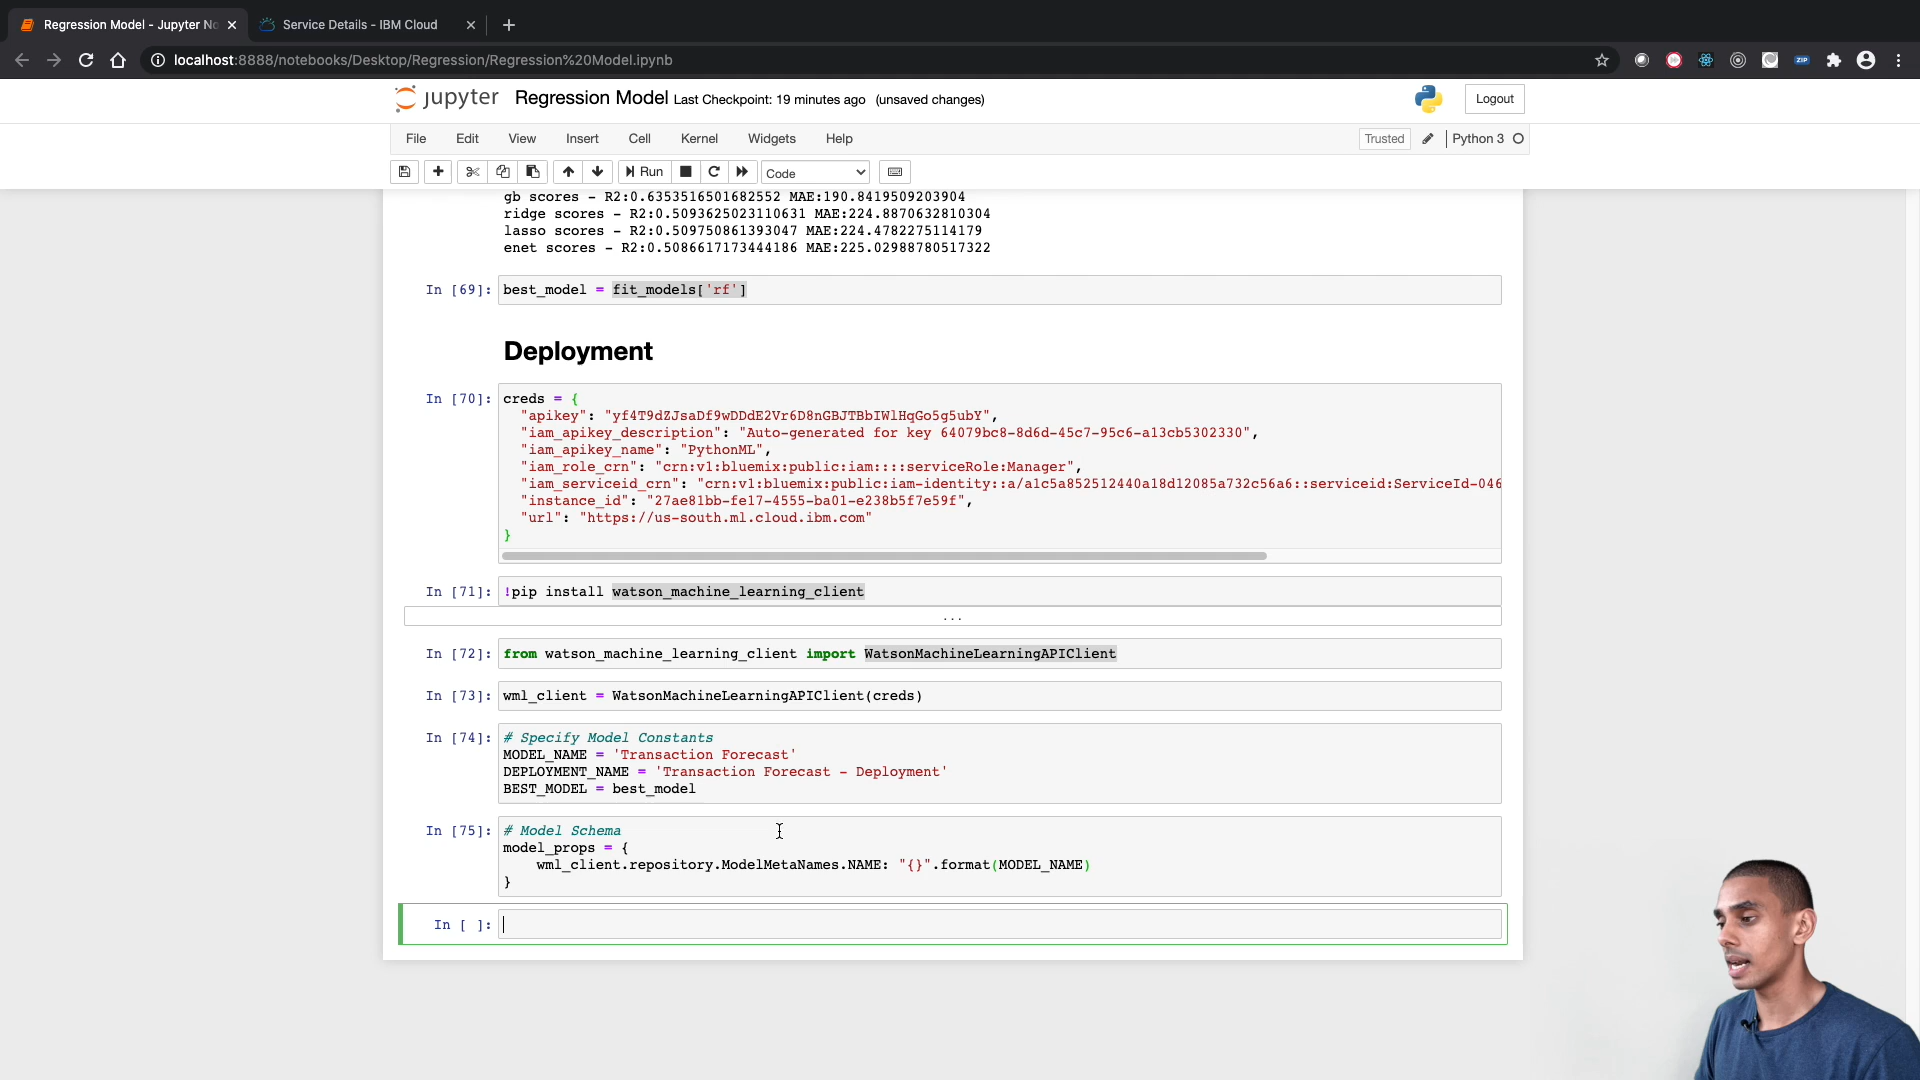 Regression Model - Jupyter No
Service Details - IBM Cloud
localhost:8888/notebooks/Desktop/Regression/Regression%20Model.ipynb
ZIP
jupyter Regression Model Last Checkpoint: 19 minutes ago (unsaved changes)
Logout
File Edit View Insert Cell Kernel Widgets Help
Trusted Python 3
Run Code
gb scores - R2:0.6353516501682552 MAE:190.8419509203904
ridge scores - R2:0.5093625023110631 MAE:224.8870632810304
lasso scores - R2:0.509750861393047 MAE:224.4782275114179
enet scores - R2:0.5086617173444186 MAE:225.02988780517322
In [69]: best_model = fit_models['rf']
Deployment
In [70]: creds = {
"apikey": "yf4T9dZJsaDf9wDDdE2Vr6D8nGBJTBbIWlHqGo5g5ubY",
"iam_apikey_description": "Auto-generated for key 64079bc8-8d6d-45c7-95c6-a13cb5302330",
"iam_apikey_name": "PythonML",
"iam_role_crn": "crn:v1:bluemix:public:iam::::serviceRole:Manager",
"iam_serviceid_crn": "crn:v1:bluemix:public:iam-identity::a/a1c5a852512440a18d12085a732c56a6::serviceid:ServiceId-046
"instance_id": "27ae81bb-fe17-4555-ba01-e238b5f7e59f",
"url": "https://us-south.ml.cloud.ibm.com"
}
In [71]: !pip install watson_machine_learning_client
...
In [72]: from watson_machine_learning_client import WatsonMachineLearningAPIClient
In [73]: wml_client = WatsonMachineLearningAPIClient(creds)
In [74]: # Specify Model Constants
MODEL_NAME = 'Transaction Forecast'
DEPLOYMENT_NAME = 'Transaction Forecast - Deployment'
BEST_MODEL = best_model
In [75]: # Model Schema
model_props = {
wml_client.repository.ModelMetaNames.NAME: "{}".format(MODEL_NAME)
}
In [ ]: